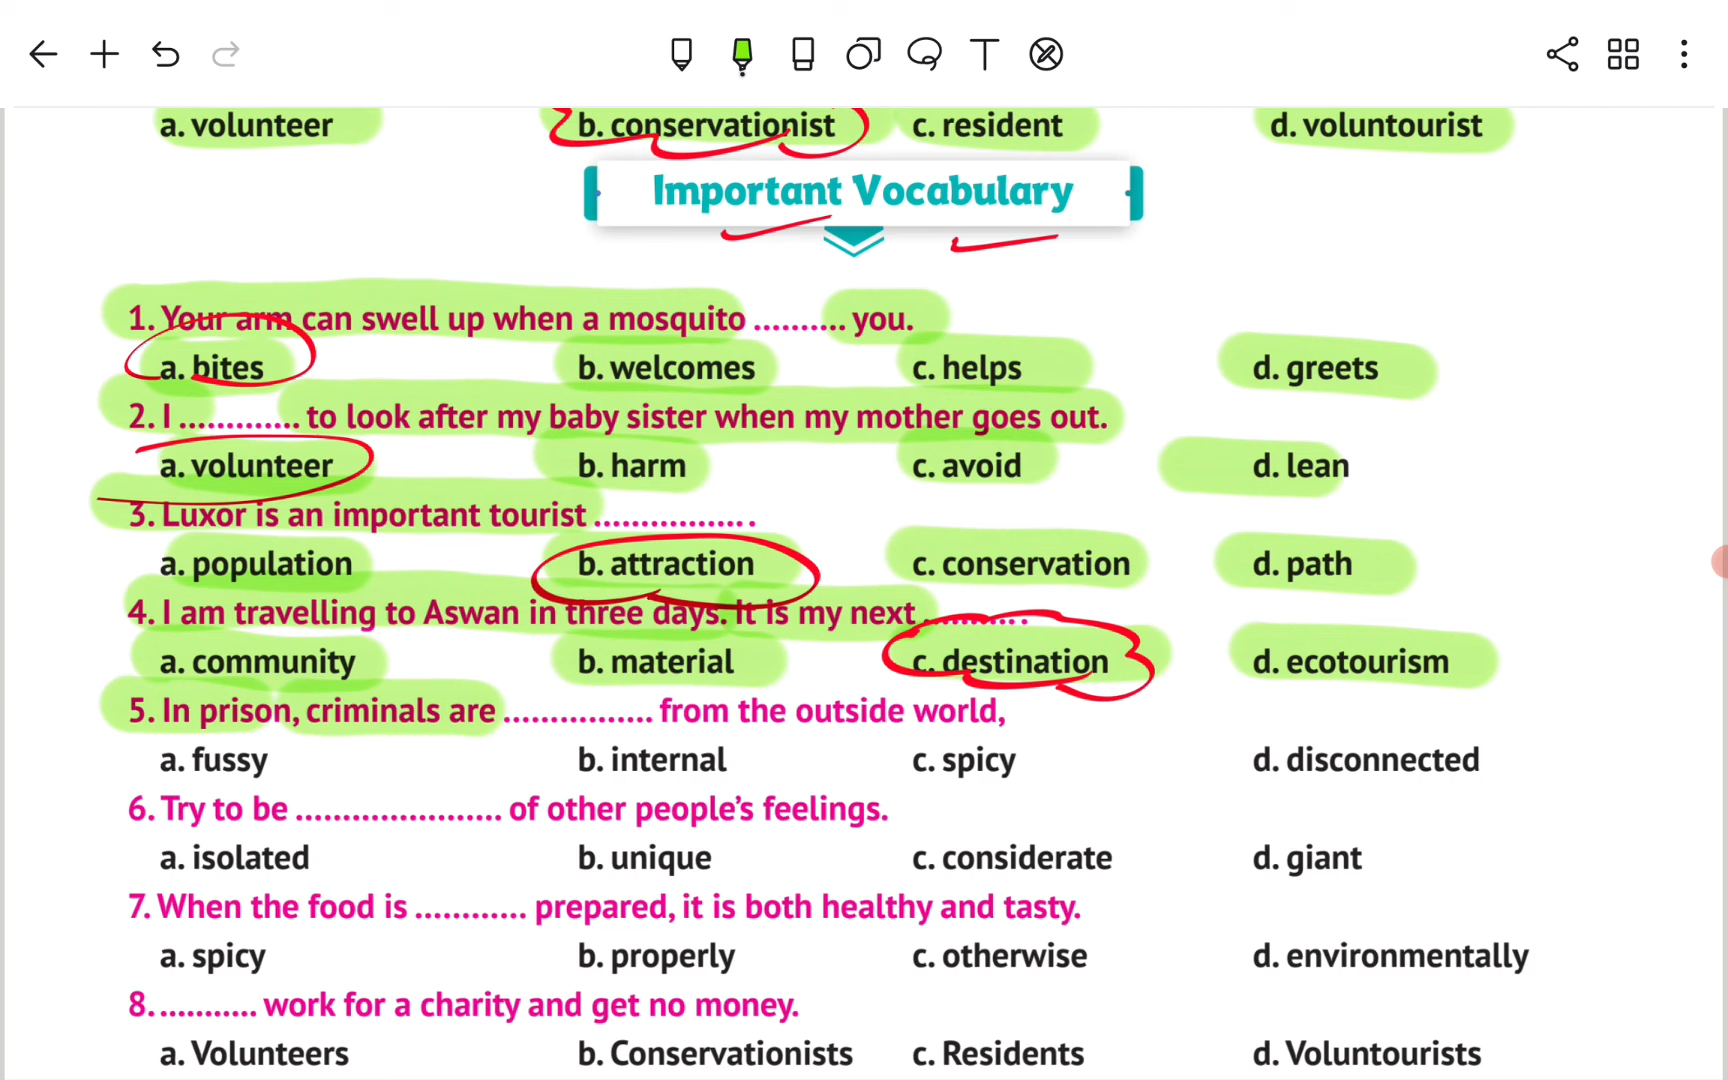 a. volunteer b. conservationist c. resident d. voluntourist
Important Vocabulary
1. Your arm can swell up when a mosquito .......... you.
a. bites b. welcomes c. helps d. greets
2. I ............. to look after my baby sister when my mother goes out.
a. volunteer b. harm c. avoid d. lean
3. Luxor is an important tourist ................. .
a. population b. attraction c. conservation d. path
4. I am travelling to Aswan in three days. It is my next ........... .
a. community b. material c. destination d. ecotourism
5. In prison, criminals are ................ from the outside world,
a. fussy b. internal c. spicy d. disconnected
6. Try to be ...................... of other people's feelings.
a. isolated b. unique c. considerate d. giant
7. When the food is ............ prepared, it is both healthy and tasty.
a. spicy b. properly c. otherwise d. environmentally
8. ........... work for a charity and get no money.
a. Volunteers b. Conservationists c. Residents d. Voluntourists